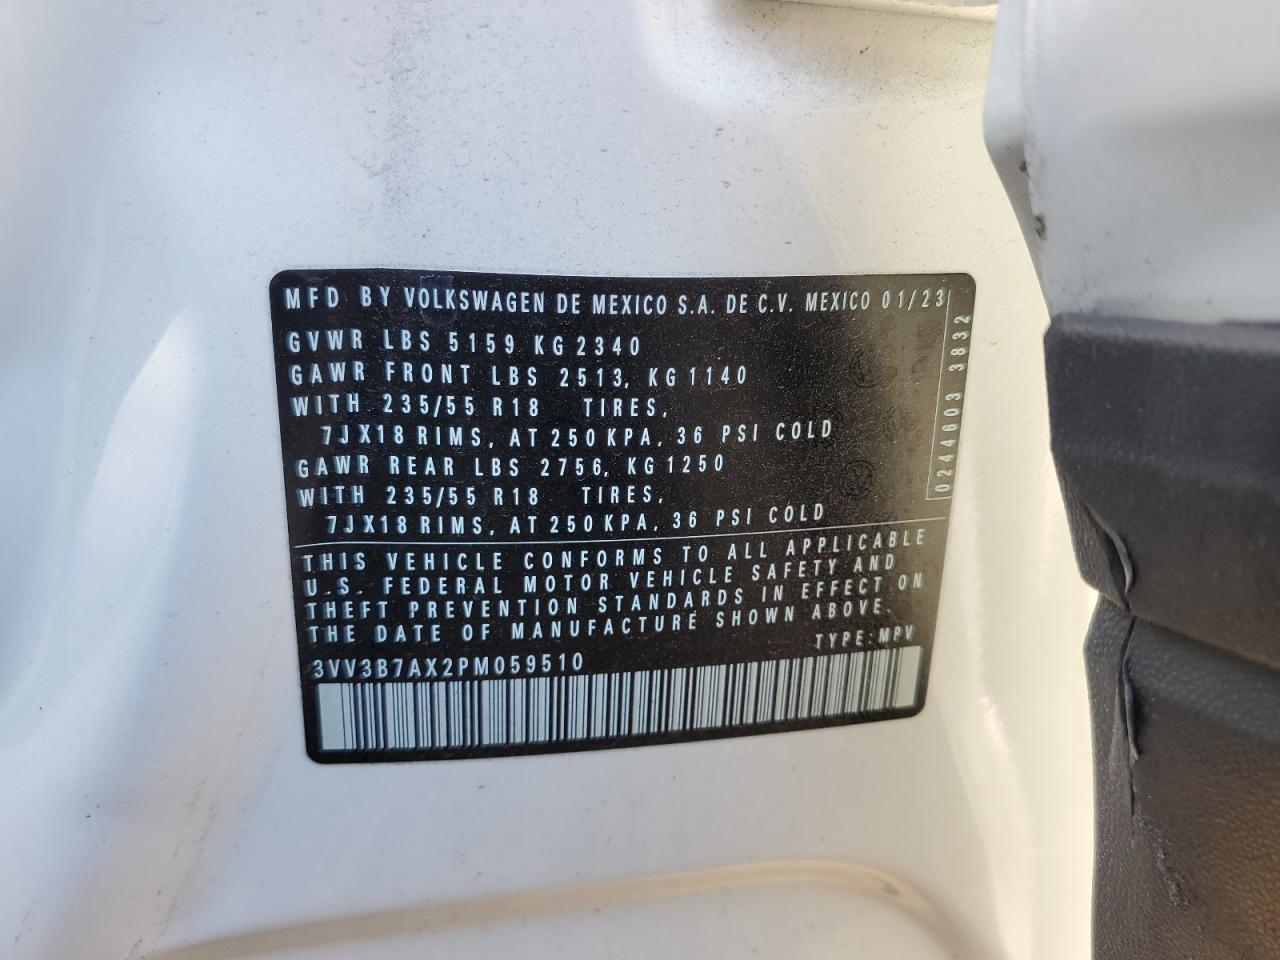 MFD BY VOLKSWAGEN DE MEXICO S.A. DE C.V. MEXICO 01/23
GVWR LBS 5159 KG 2340
GAWR FRONT LBS 2513, KG 1140
WITH 235/55 R18 TIRES,
7JX18 RIMS, AT 250 KPA, 36 PSI COLD
GAWR REAR LBS 2756, KG 1250
WITH 235/55 R18 TIRES,
7JX18 RIMS, AT 250 KPA, 36 PSI COLD
0244603 3832
THIS VEHICLE CONFORMS TO ALL APPLICABLE
U.S. FEDERAL MOTOR VEHICLE SAFETY AND
THEFT PREVENTION STANDARDS IN EFFECT ON
THE DATE OF MANUFACTURE SHOWN ABOVE.
TYPE: MPV
3VV3B7AX2PM059510